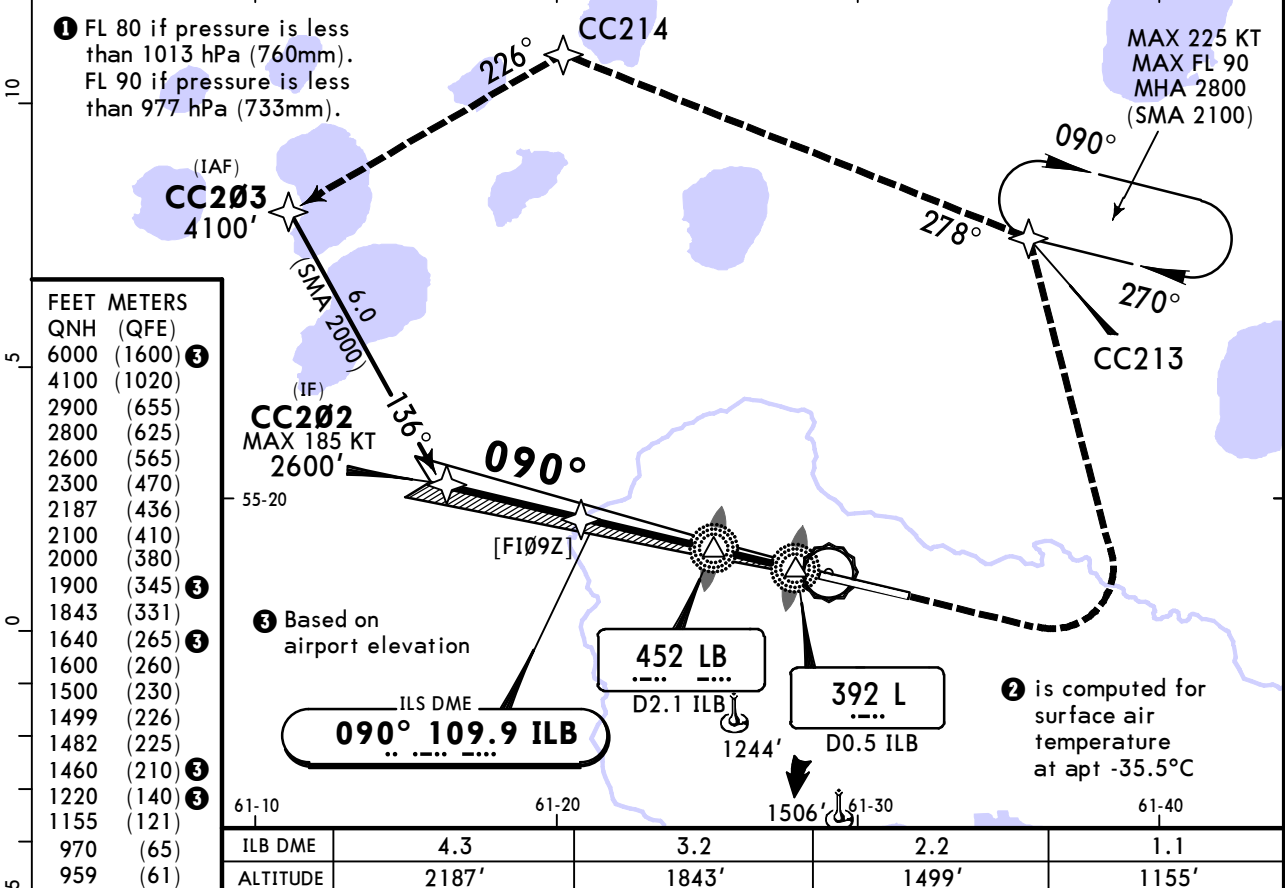 ❶ FL 80 if pressure is less
than 1013 hPa (760mm).
FL 90 if pressure is less
than 977 hPa (733mm).
CC214
226°
MAX 225 KT
MAX FL 90
MHA 2800
(SMA 2100)
090°
10
(IAF)
CC2Ø3
4100'
278°
270°
CC213
6.0
(SMA 2000)
5
FEET METERS
QNH (QFE)
6000 (1600) ❸
4100 (1020)
2900 (655)
2800 (625)
2600 (565)
2300 (470)
2187 (436)
2100 (410)
2000 (380)
1900 (345) ❸
1843 (331)
1640 (265) ❸
1600 (260)
1500 (230)
1499 (226)
1482 (225)
1460 (210) ❸
1220 (140) ❸
1155 (121)
970 (65)
959 (61)
(IF)
CC2Ø2
MAX 185 KT
2600'
136°
090°
55-20
[FIØ9Z]
0
❸ Based on
airport elevation
452 LB
D2.1 ILB
392 L
D0.5 ILB
ILS DME
090° 109.9 ILB
1244'
1506'
❷ is computed for
surface air
temperature
at apt -35.5°C
61-10
61-20
61-30
61-40
5
ILB DME 4.3 3.2 2.2 1.1
ALTITUDE 2187' 1843' 1499' 1155'